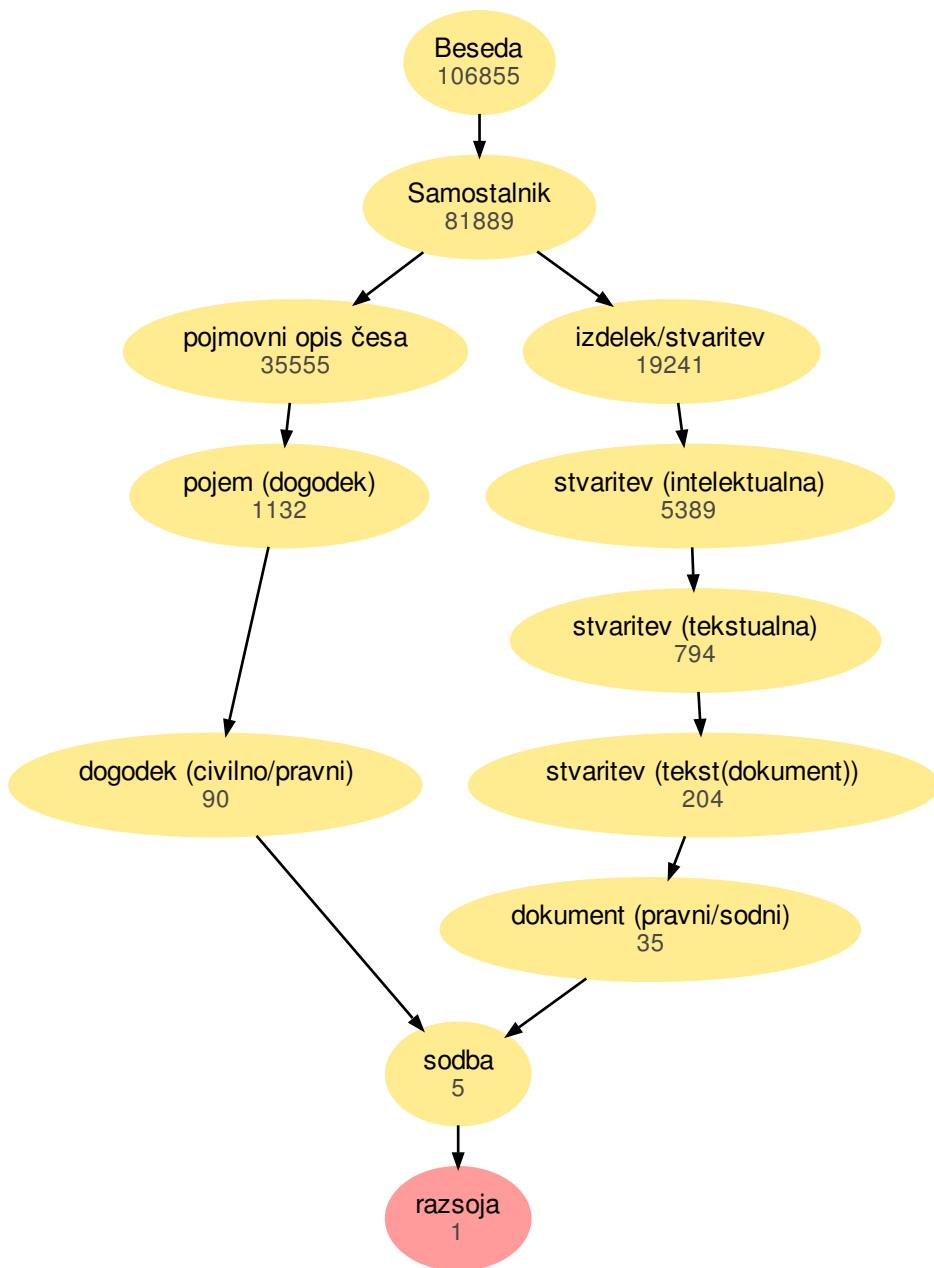 Beseda
106855
Samostalnik
81889
pojmovni opis česa
35555
izdelek/stvaritev
19241
pojem (dogodek)
1132
stvaritev (intelektualna)
5389
stvaritev (tekstualna)
794
dogodek (civilno/pravni)
90
stvaritev (tekst(dokument))
204
dokument (pravni/sodni)
35
sodba
5
razsoja
1